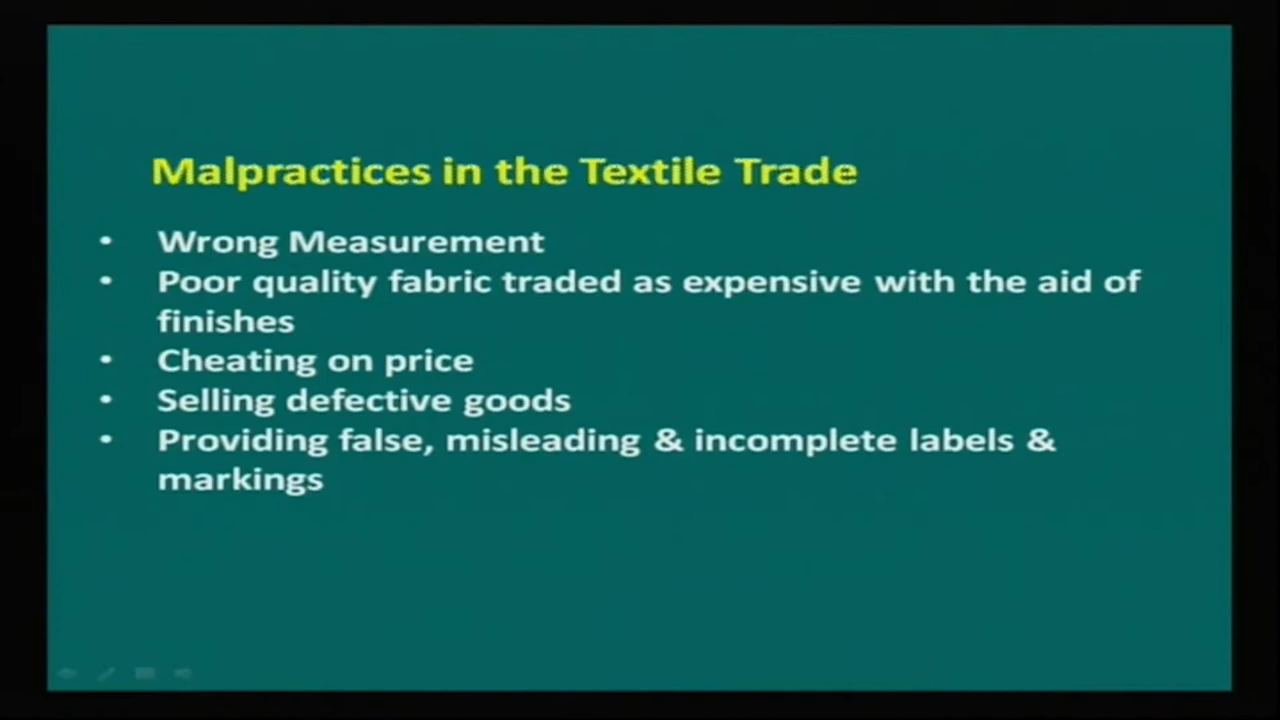 Malpractices in the Textile Trade
• Wrong Measurement
• Poor quality fabric traded as expensive with the aid of
finishes
• Cheating on price
• Selling defective goods
• Providing false, misleading & incomplete labels &
markings